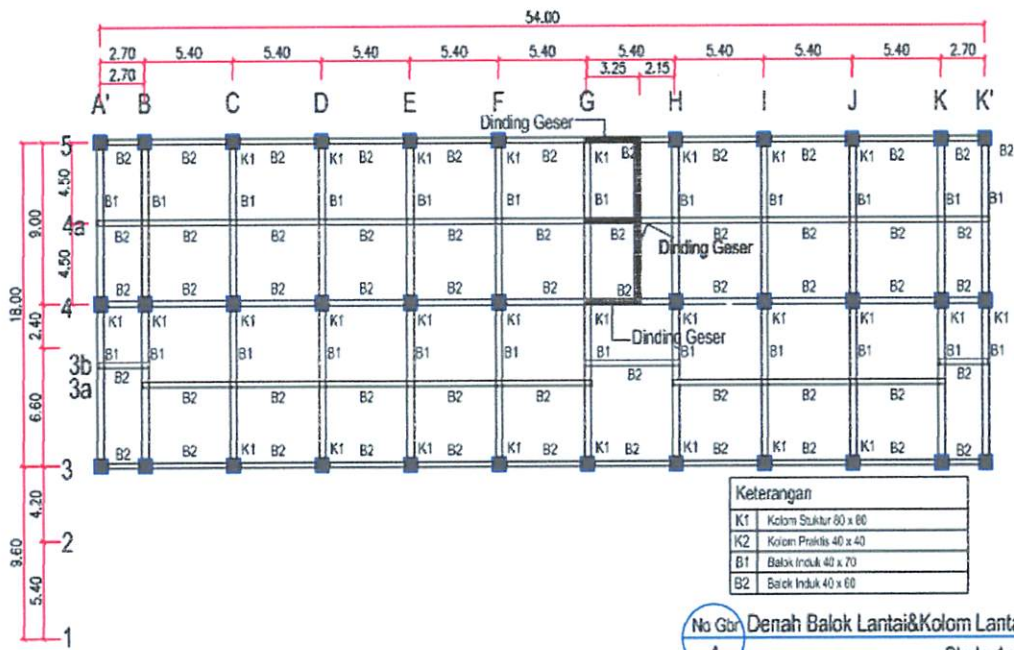 54.00
2.70 5.40 5.40 5.40 5.40 5.40 5.40 5.40 5.40 5.40 2.70
2.70 3.25 2.15
A' B C D E F G H I J K K'
Dinding Geser
5
B2 B2 K1 B2 K1 B2 K1 B2 K1 B2 K1 B2 K1 B2 K1 B2 K1 B2 B2 B2
4.50
B1 B1 B1 B1 B1 B1 B1 B1 B1 B1 B1 B1
9.00
4a
B2 B2 B2 B2 B2 B2 B2 B2 B2 B2 B2
Dinding Geser
4.50
B2 B2 B2 B2 B2 B2 B2 B2 B2 B2 B2
4
18.00
K1 K1 K1 K1 K1 K1 K1 K1 K1 K1 K1 K1
2.40
Dinding Geser
B1 B1 B1 B1 B1 B1 B1 B1 B1 B1 B1 B1
3b
B2 B2 B2
3a
B2 B2 B2 B2 B2 B2 B2 B2
6.60
B2 B2 K1 B2 K1 B2 K1 B2 K1 B2 K1 B2 K1 B2 K1 B2 K1 B2 B2
3
4.20
Keterangan
K1 Kolom Stuktur 80 x 80
K2 Kolom Praktis 40 x 40
B1 Balok Induk 40 x 70
B2 Balok Induk 40 x 60
2
9.60
5.40
1
No Gbr Denah Balok Lantai&Kolom Lanta